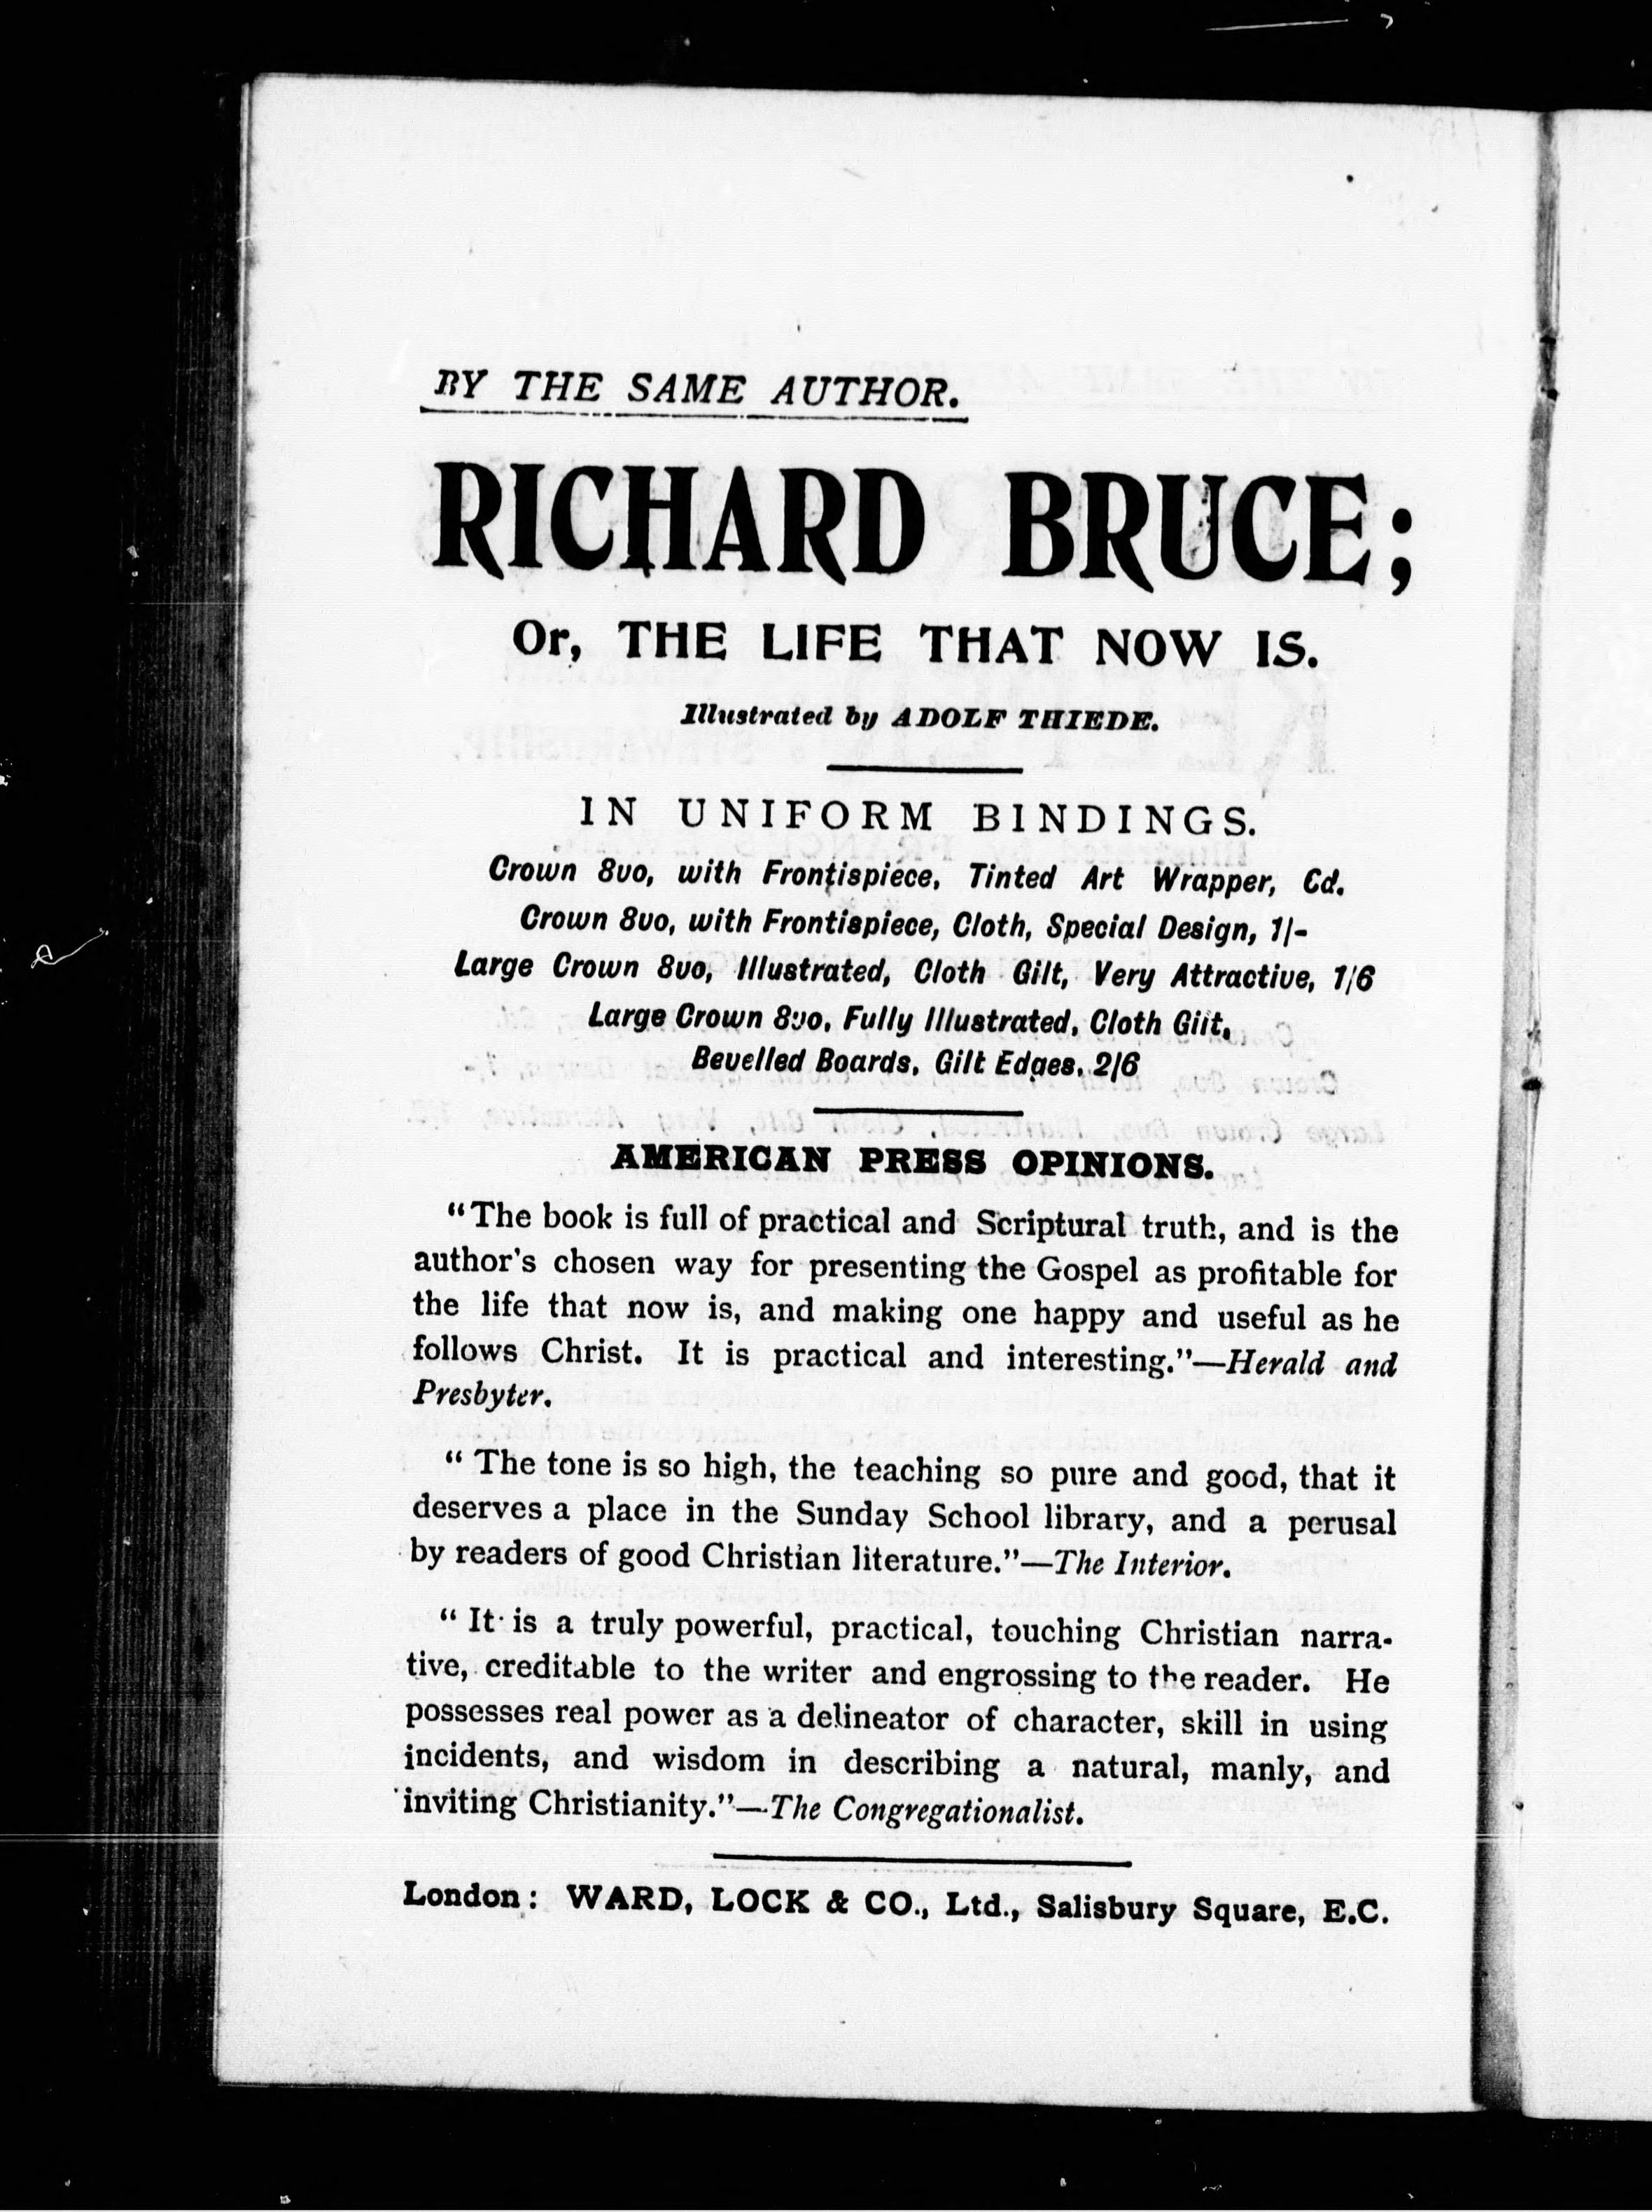 BY THE SAME AUTHOR.
RICHARD BRUCE;
Or, THE LIFE THAT NOW IS.
Illustrated by ADOLF THIEDE.
IN UNIFORM BINDINGS.
Crown 8vo, with Frontispiece, Tinted Art Wrapper, 6d.
Crown 8vo, with Frontispiece, Cloth, Special Design, 1/-
Large Crown 8vo, Illustrated, Cloth Gilt, Very Attractive, 1/6
Large Crown 8vo, Fully Illustrated, Cloth Gilt,
Bevelled Boards, Gilt Edges, 2/6
AMERICAN PRESS OPINIONS.
"The book is full of practical and Scriptural truth, and is the
author's chosen way for presenting the Gospel as profitable for
the life that now is, and making one happy and useful as he
follows Christ. It is practical and interesting."—Herald and
Presbyter.
"The tone is so high, the teaching so pure and good, that it
deserves a place in the Sunday School library, and a perusal
by readers of good Christian literature."—The Interior.
"It is a truly powerful, practical, touching Christian narra-
tive, creditable to the writer and engrossing to the reader. He
possesses real power as a delineator of character, skill in using
incidents, and wisdom in describing a natural, manly, and
inviting Christianity."—The Congregationalist.
London: WARD, LOCK & CO., Ltd., Salisbury Square, E.C.